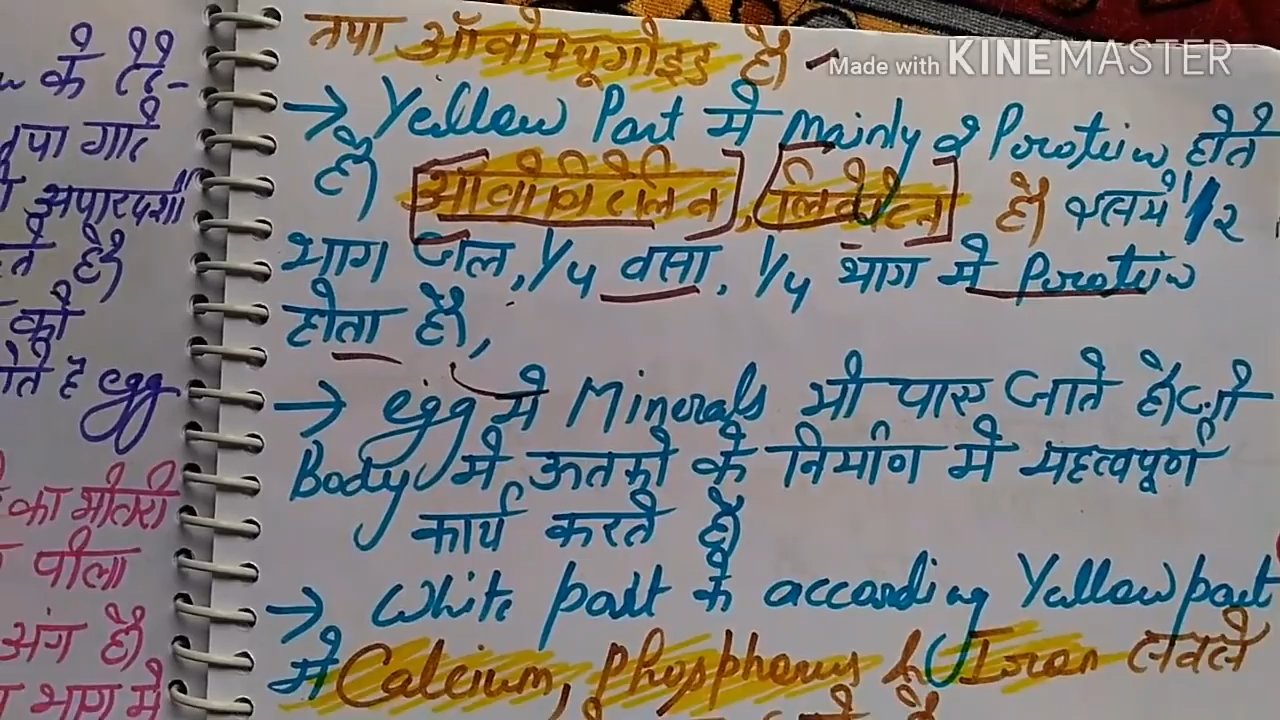 तथा ऑवोम्यूगोइड है
Made with KINEMASTER
→ Yellow Part में mainly 2 Protein होते
है ऑवोविटेलिन, लिवेटिन है इसमें 1/2
भाग जल, 1/4 वसा, 1/4 भाग में Protein
होता है,
→ egg में Minerals भी पाए जाते है जो
Body में ऊतको के निर्माण में महत्वपूर्ण
कार्य करते है
→ White part के according Yellow part
में Calcium, Phosphorus & Iron सबसे
के
अपारदर्शी
ते है
को
होते है egg
का भीतरी
पीला
अंग है
भाग में